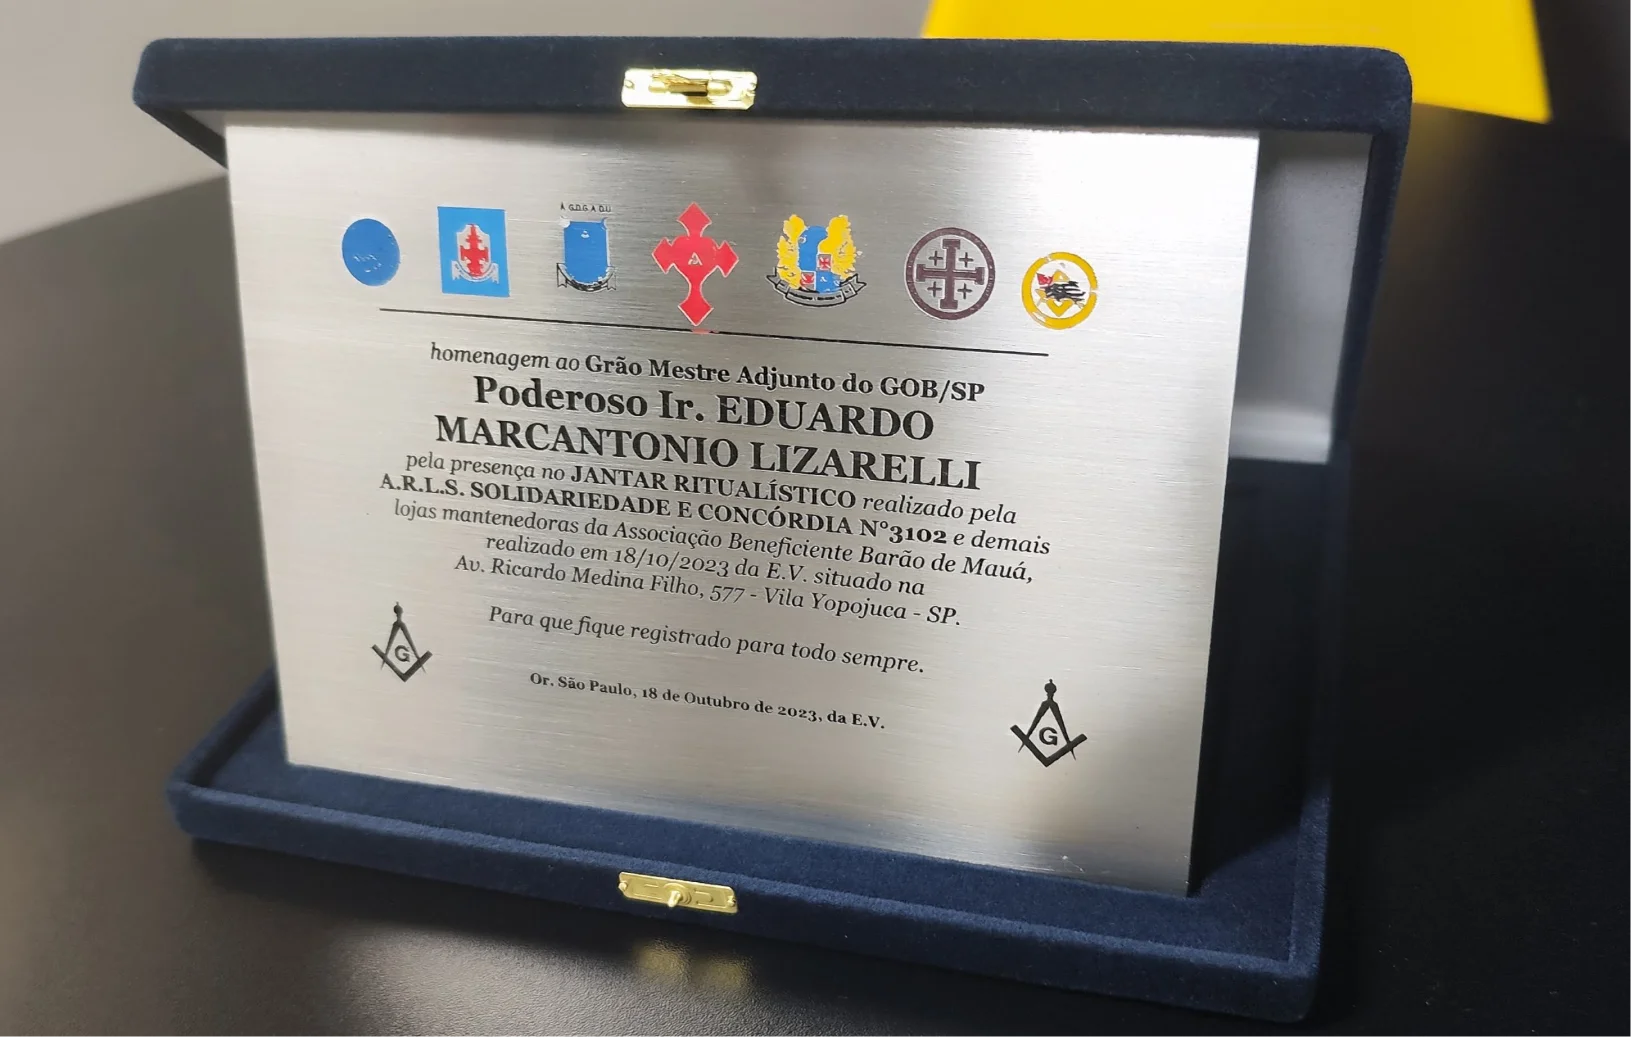 A G.D.G.A.D.U.
homenagem ao Grão Mestre Adjunto do GOB/SP
Poderoso Ir. EDUARDO
MARCANTONIO LIZARELLI
pela presença no JANTAR RITUALÍSTICO realizado pela
A.R.L.S. SOLIDARIEDADE E CONCÓRDIA N°3102 e demais
lojas mantenedoras da Associação Beneficiente Barão de Mauá,
realizado em 18/10/2023 da E.V. situado na
Av. Ricardo Medina Filho, 577 - Vila Yopojuca - SP.
Para que fique registrado para todo sempre.
G
G
Or. São Paulo, 18 de Outubro de 2023, da E.V.